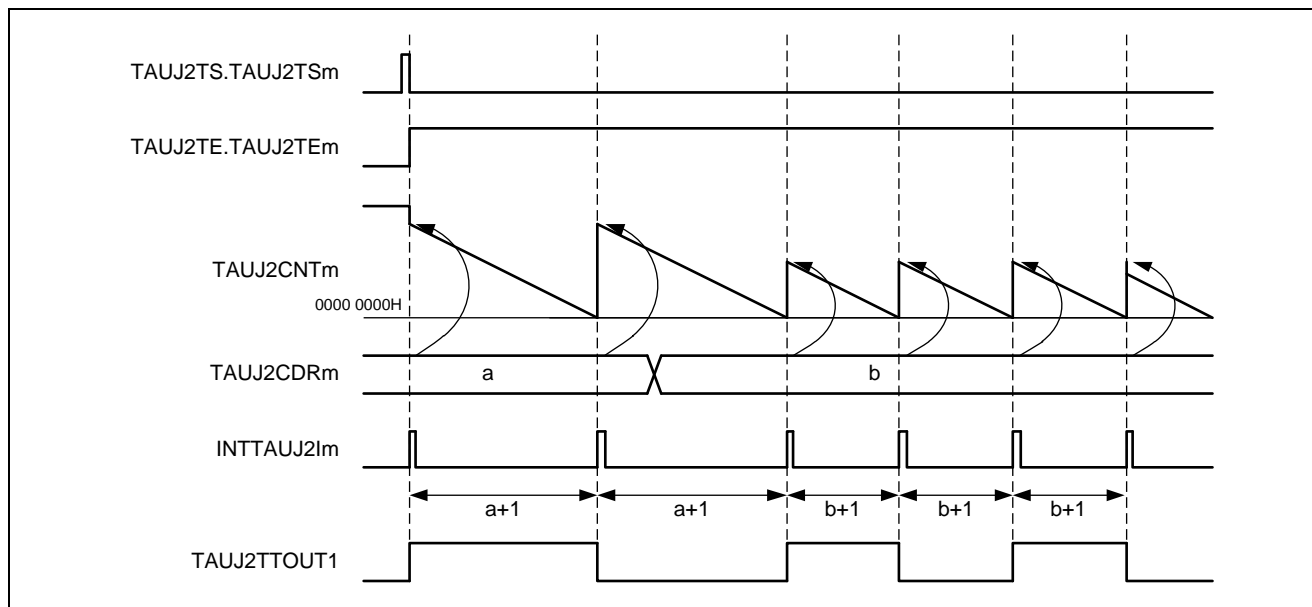 TAUJ2TS.TAUJ2TSm
TAUJ2TE.TAUJ2TEm
TAUJ2CNTm
0000 0000H
TAUJ2CDRm
a
b
INTTAUJ2Im
a+1
a+1
b+1
b+1
b+1
TAUJ2TTOUT1